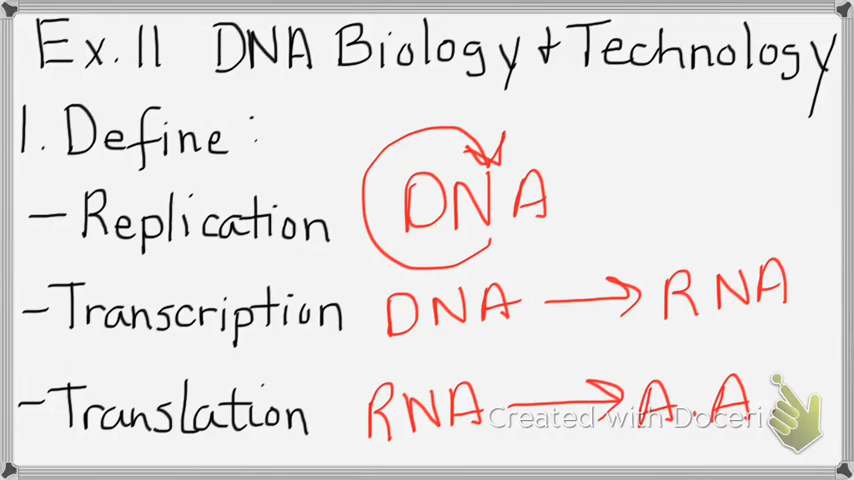 Ex. 11 DNA Biology + Technology
1. Define:
- Replication DNA
- Transcription DNA → RNA
- Translation RNA → A.A
Created with Doceri